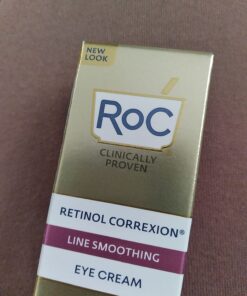 NEW
LOOK
RoC
CLINICALLY
PROVEN
RETINOL CORREXION®
LINE SMOOTHING
EYE CREAM